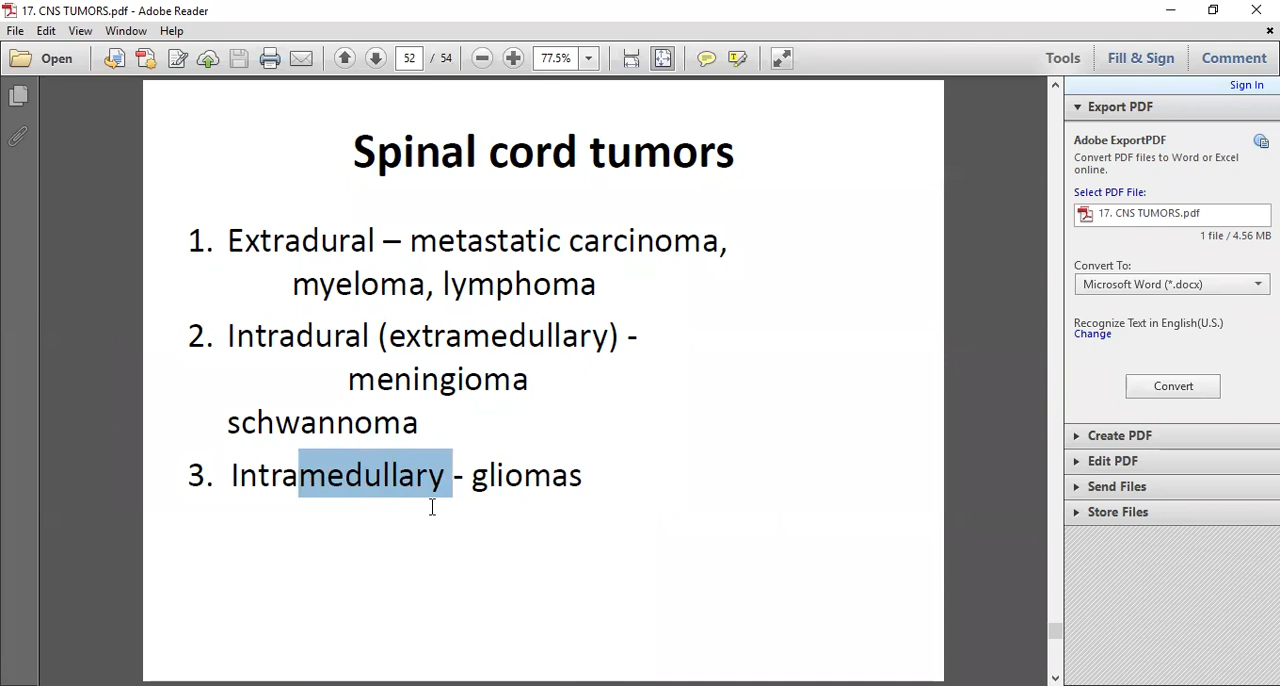 17. CNS TUMORS.pdf - Adobe Reader
File Edit View Window Help
Open 52 / 54 77.5% Tools Fill & Sign Comment
Sign In
Export PDF
Adobe ExportPDF
Convert PDF files to Word or Excel
online.
Select PDF File:
17. CNS TUMORS.pdf
1 file / 4.56 MB
Convert To:
Microsoft Word (*.docx)
Recognize Text in English(U.S.)
Change
Convert
Create PDF
Edit PDF
Send Files
Store Files
Spinal cord tumors
1. Extradural – metastatic carcinoma,
myeloma, lymphoma
2. Intradural (extramedullary) -
meningioma
schwannoma
3. Intramedullary - gliomas